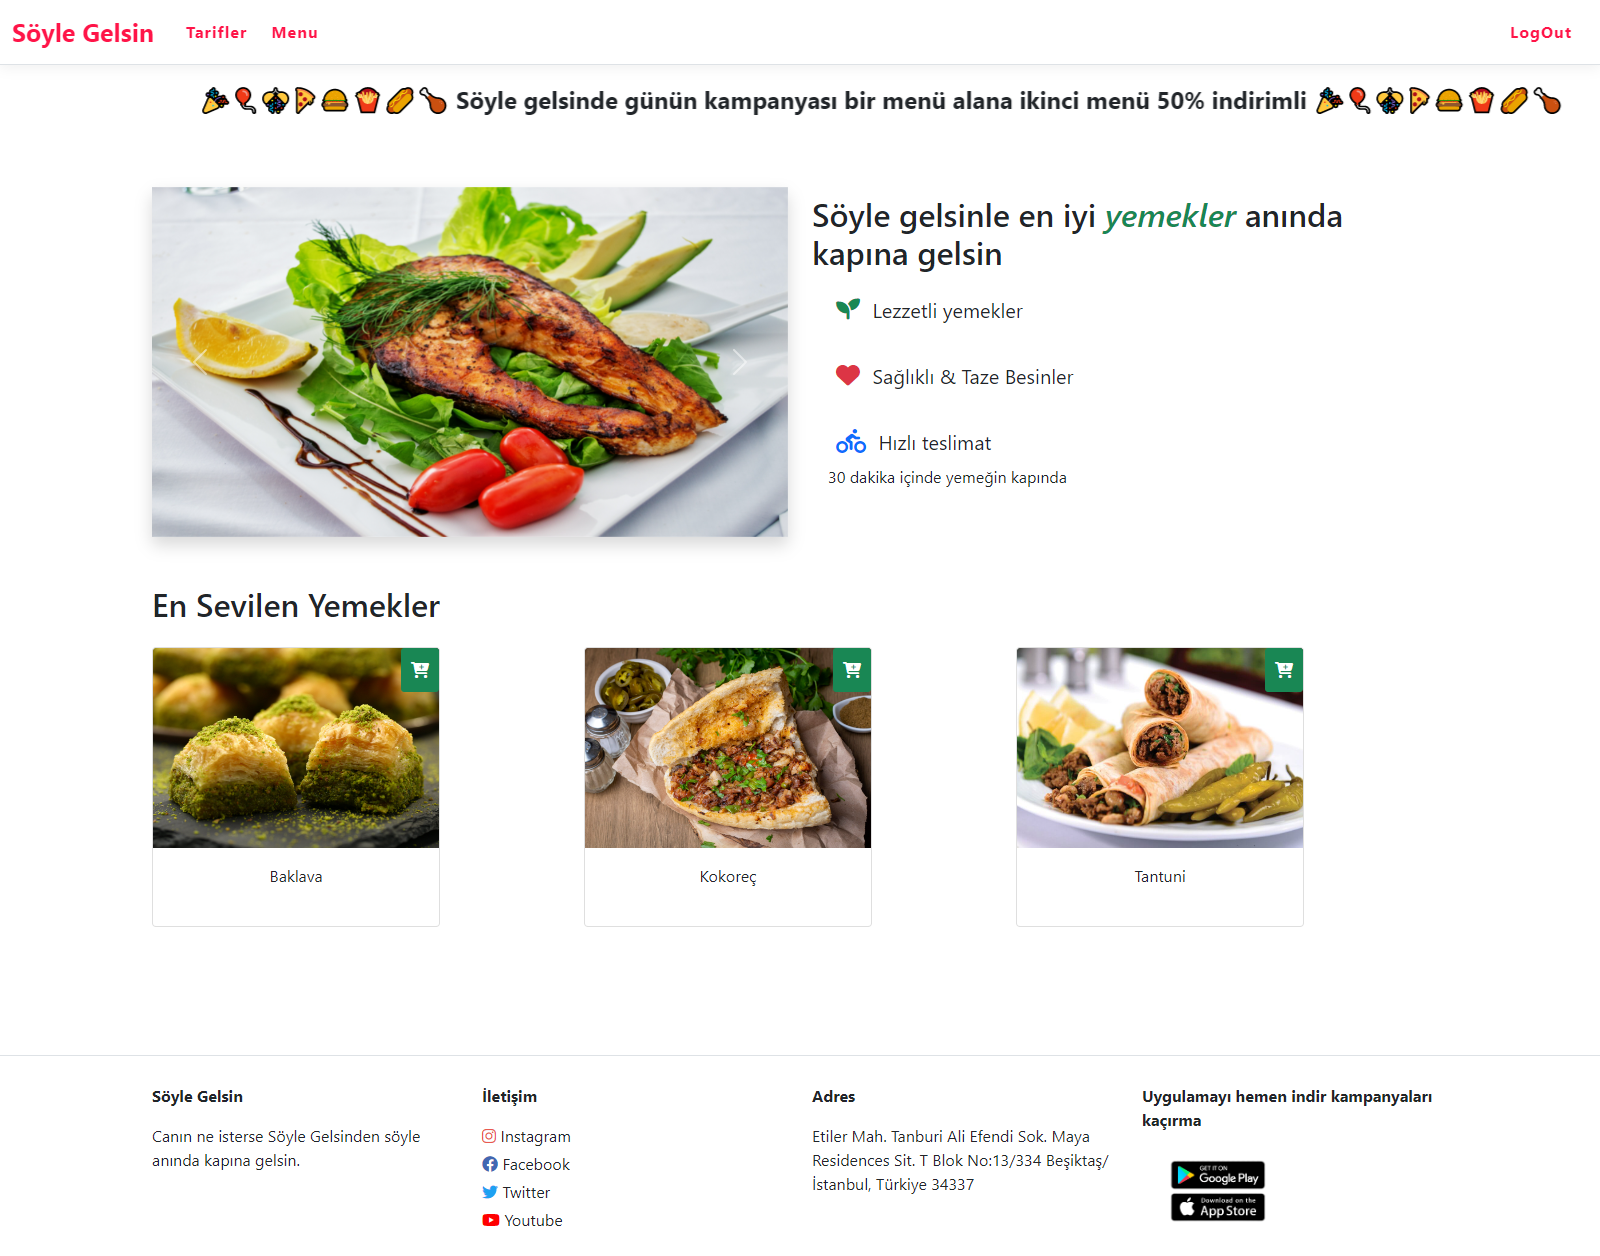 Söyle Gelsin Tarifler Menu LogOut
Söyle gelsinde günün kampanyası bir menü alana ikinci menü 50% indirimli
Söyle gelsinle en iyi yemekler anında
kapına gelsin
Lezzetli yemekler
Sağlıklı & Taze Besinler
Hızlı teslimat
30 dakika içinde yemeğin kapında
En Sevilen Yemekler
Baklava
Kokoreç
Tantuni
Söyle Gelsin
Canın ne isterse Söyle Gelsinden söyle
anında kapına gelsin.
İletişim
Instagram
Facebook
Twitter
Youtube
Adres
Etiler Mah. Tanburi Ali Efendi Sok. Maya
Residences Sit. T Blok No:13/334 Beşiktaş/
İstanbul, Türkiye 34337
Uygulamayı hemen indir kampanyaları
kaçırma
GET IT ON
Google Play
Download on the
App Store